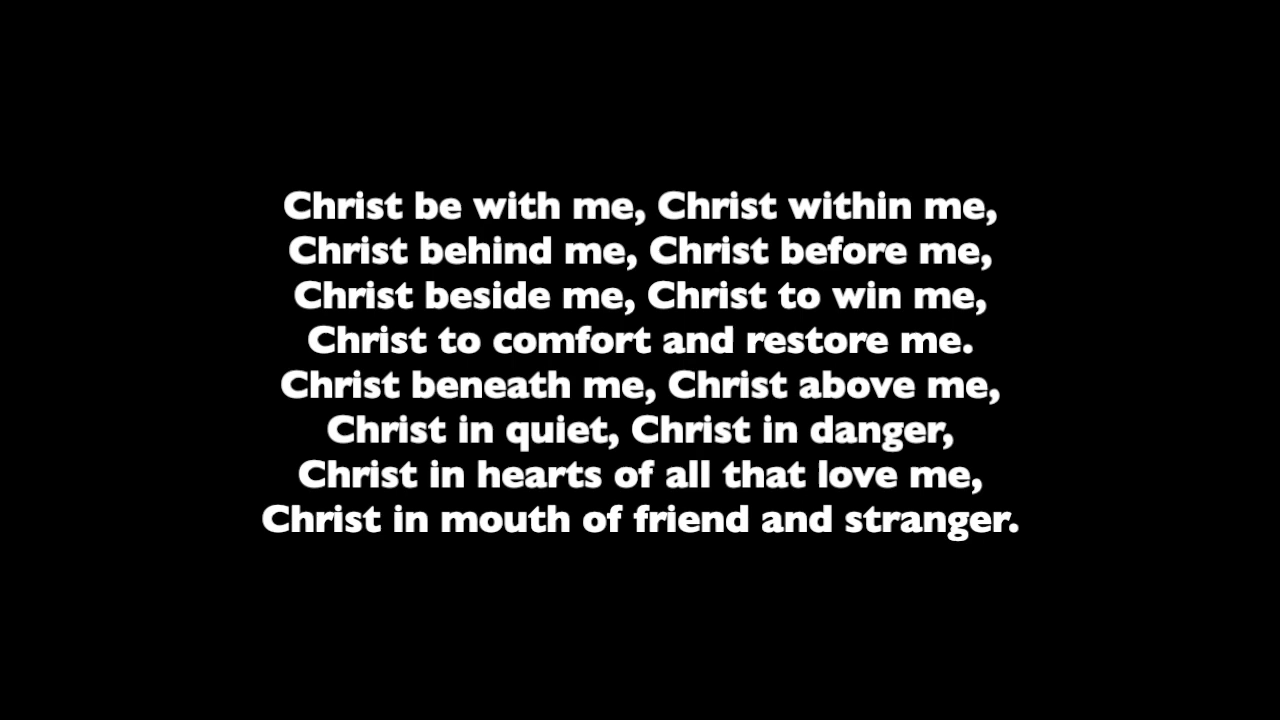 Christ be with me, Christ within me,
Christ behind me, Christ before me,
Christ beside me, Christ to win me,
Christ to comfort and restore me.
Christ beneath me, Christ above me,
Christ in quiet, Christ in danger,
Christ in hearts of all that love me,
Christ in mouth of friend and stranger.